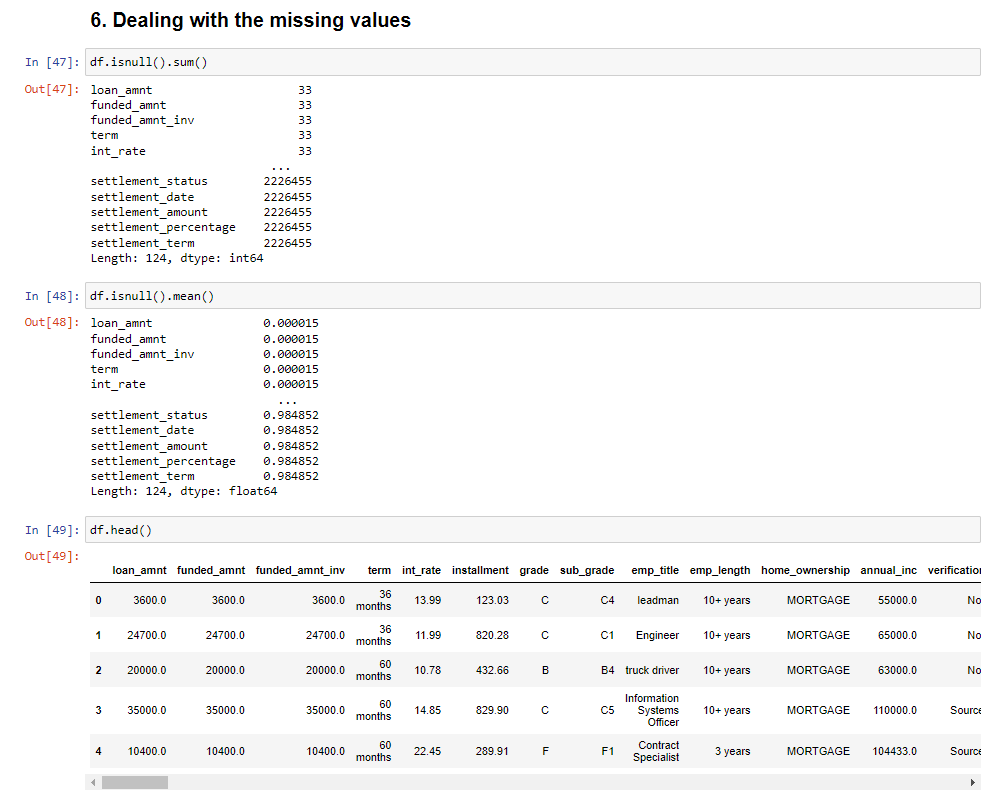 6. Dealing with the missing values
In [47]: df.isnull().sum()
Out[47]: loan_amnt 33
funded_amnt 33
funded_amnt_inv 33
term 33
int_rate 33
...
settlement_status 2226455
settlement_date 2226455
settlement_amount 2226455
settlement_percentage 2226455
settlement_term 2226455
Length: 124, dtype: int64
In [48]: df.isnull().mean()
Out[48]: loan_amnt 0.000015
funded_amnt 0.000015
funded_amnt_inv 0.000015
term 0.000015
int_rate 0.000015
...
settlement_status 0.984852
settlement_date 0.984852
settlement_amount 0.984852
settlement_percentage 0.984852
settlement_term 0.984852
Length: 124, dtype: float64
In [49]: df.head()
Out[49]:
loan_amnt funded_amnt funded_amnt_inv term int_rate installment grade sub_grade emp_title emp_length home_ownership annual_inc verificatio
0 3600.0 3600.0 3600.0 36 months 13.99 123.03 C C4 leadman 10+ years MORTGAGE 55000.0 No
1 24700.0 24700.0 24700.0 36 months 11.99 820.28 C C1 Engineer 10+ years MORTGAGE 65000.0 No
2 20000.0 20000.0 20000.0 60 months 10.78 432.66 B B4 truck driver 10+ years MORTGAGE 63000.0 No
3 35000.0 35000.0 35000.0 60 months 14.85 829.90 C C5 Information Systems Officer 10+ years MORTGAGE 110000.0 Source
4 10400.0 10400.0 10400.0 60 months 22.45 289.91 F F1 Contract Specialist 3 years MORTGAGE 104433.0 Source